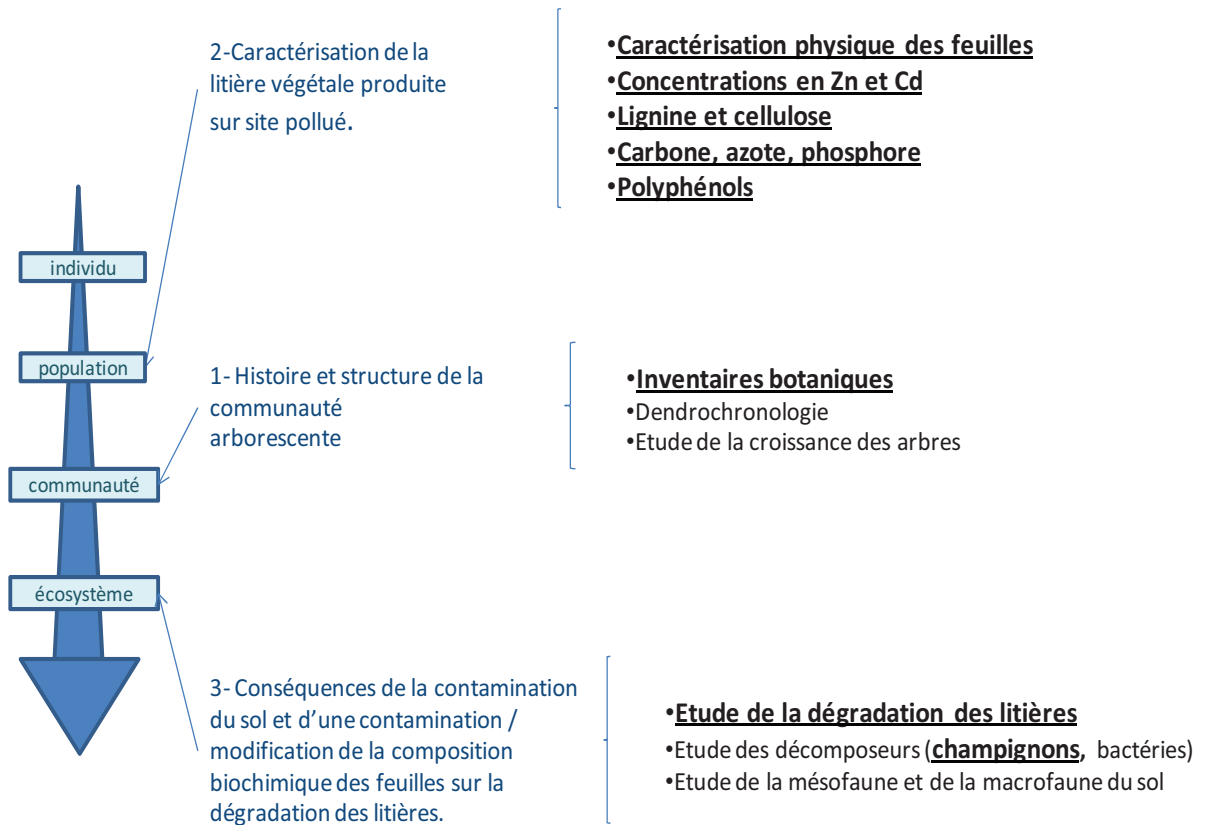 2-Caractérisation de la
litière végétale produite
sur site pollué.
•Caractérisation physique des feuilles
•Concentrations en Zn et Cd
•Lignine et cellulose
•Carbone, azote, phosphore
•Polyphénols
individu
population
communauté
écosystème
1- Histoire et structure de la
communauté
arborescente
•Inventaires botaniques
•Dendrochronologie
•Etude de la croissance des arbres
3- Conséquences de la contamination
du sol et d'une contamination /
modification de la composition
biochimique des feuilles sur la
dégradation des litières.
•Etude de la dégradation des litières
•Etude des décomposeurs (champignons, bactéries)
•Etude de la mésofaune et de la macrofaune du sol